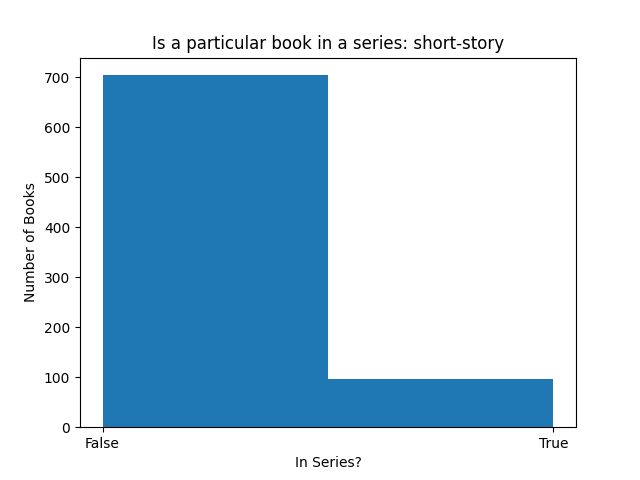 Is a particular book in a series: short-story
700
600
500
400
300
200
100
0
Number of Books
False
True
In Series?